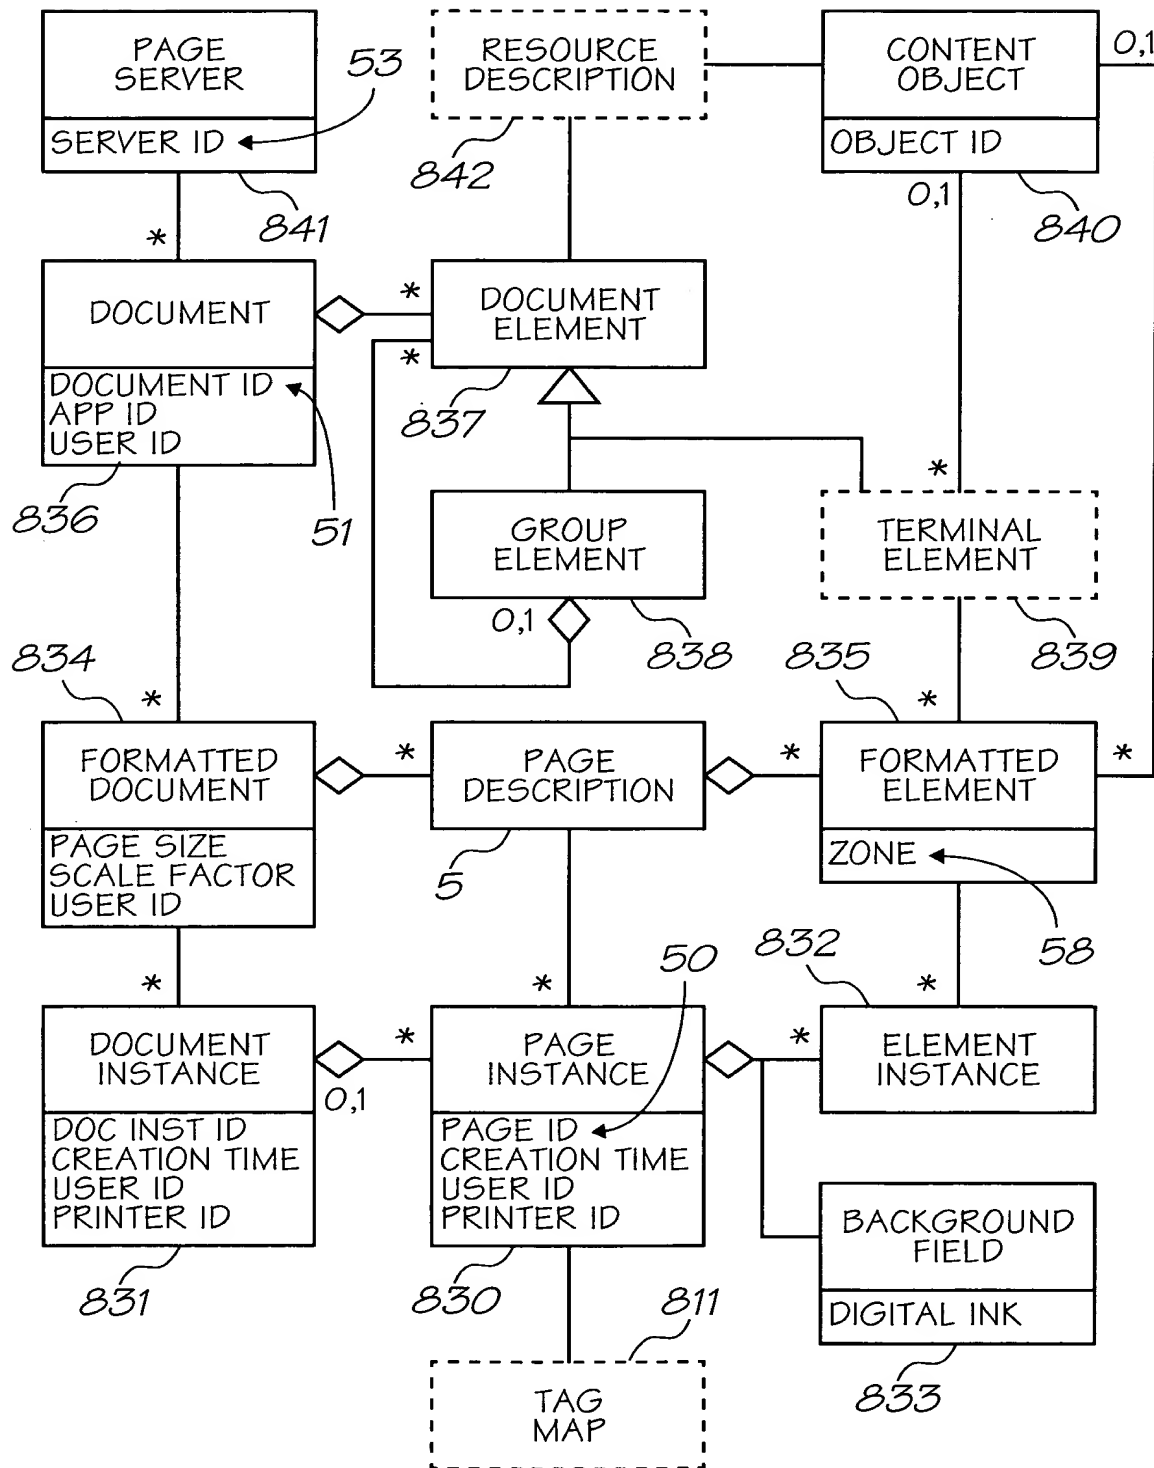 PAGE
SERVER
SERVER ID
53
841
*
RESOURCE
DESCRIPTION
842
CONTENT
OBJECT
OBJECT ID
0,1
0,1
840
DOCUMENT
DOCUMENT ID
APP ID
USER ID
836
51
*
*
DOCUMENT
ELEMENT
837
GROUP
ELEMENT
0,1
838
*
TERMINAL
ELEMENT
839
834
*
FORMATTED
DOCUMENT
PAGE SIZE
SCALE FACTOR
USER ID
*
PAGE
DESCRIPTION
5
835
*
*
*
FORMATTED
ELEMENT
ZONE
58
*
DOCUMENT
INSTANCE
0,1
DOC INST ID
CREATION TIME
USER ID
PRINTER ID
831
*
*
50
PAGE
INSTANCE
PAGE ID
CREATION TIME
USER ID
PRINTER ID
830
832
*
*
ELEMENT
INSTANCE
BACKGROUND
FIELD
DIGITAL INK
833
811
TAG
MAP